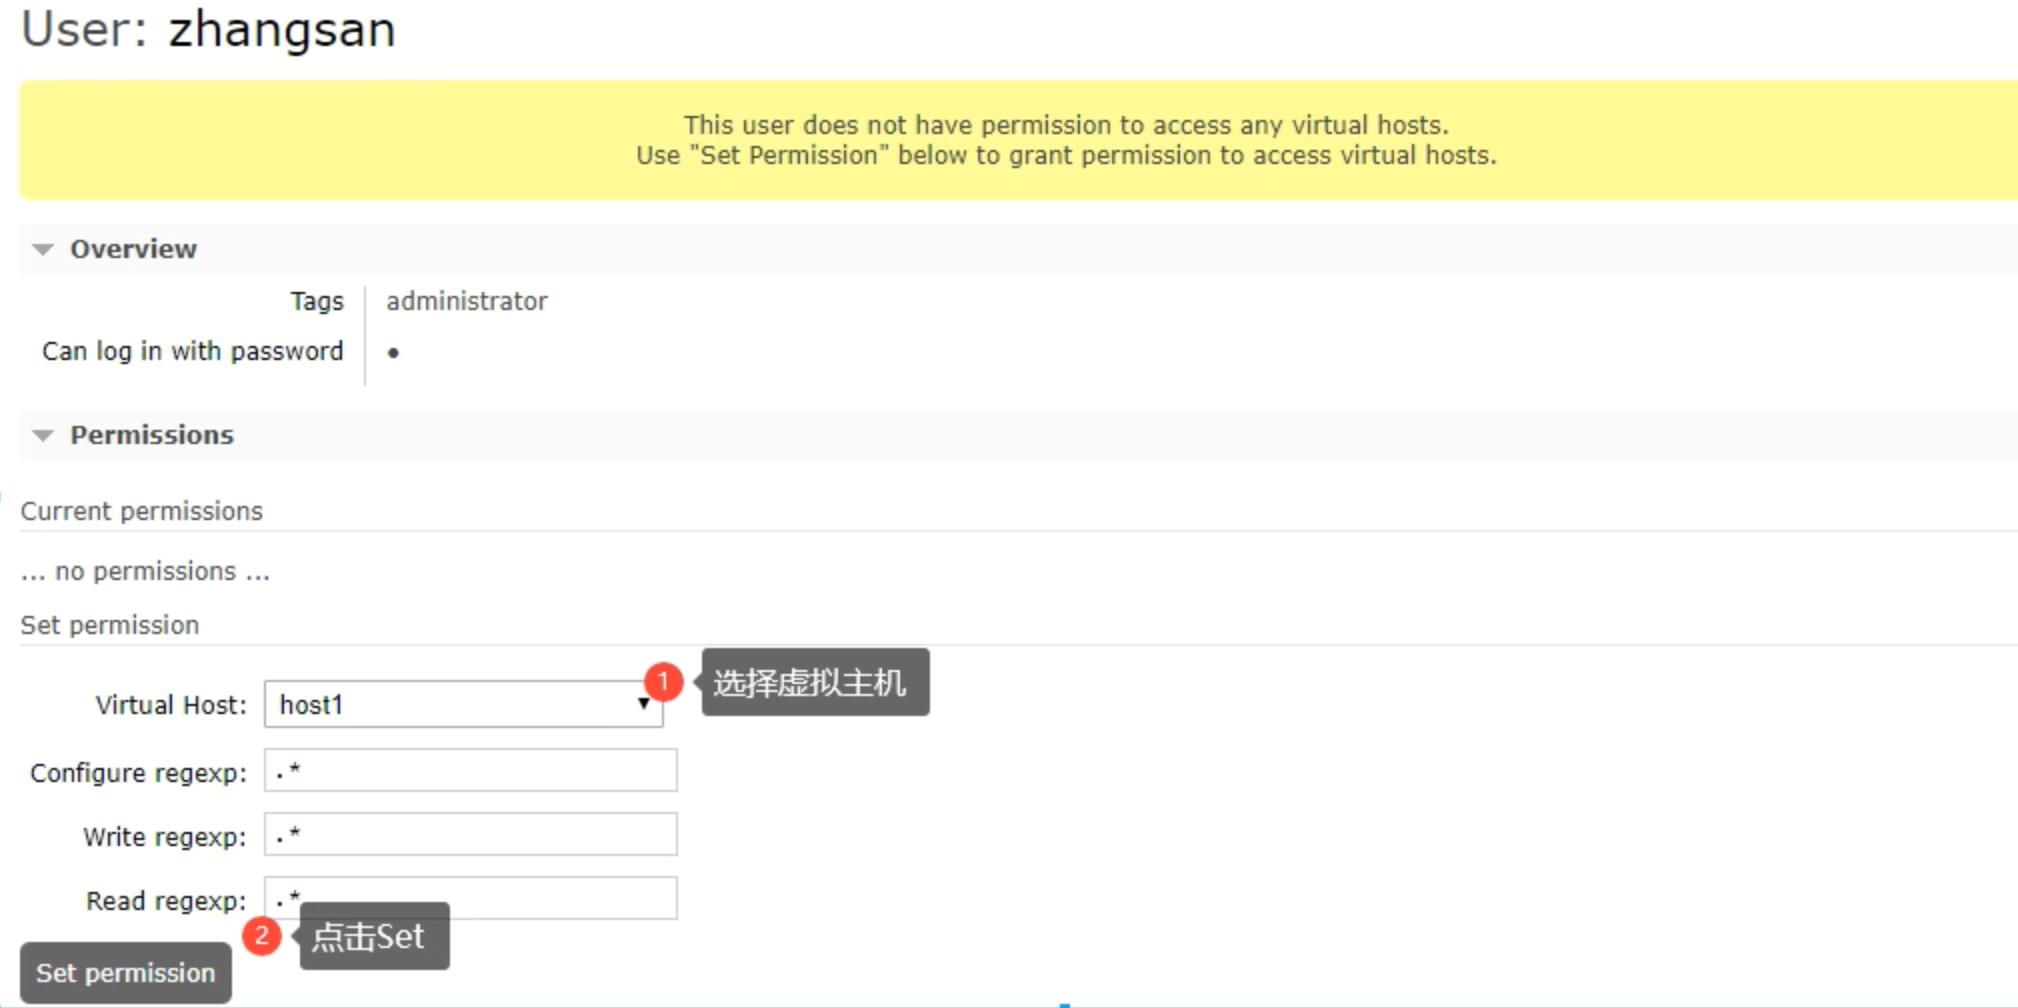 User: zhangsan
This user does not have permission to access any virtual hosts.
Use "Set Permission" below to grant permission to access virtual hosts.
Overview
Tags administrator
Can log in with password •
Permissions
Current permissions
... no permissions ...
Set permission
Virtual Host: host1 1 选择虚拟主机
Configure regexp: .*
Write regexp: .*
Read regexp: .*
2 点击Set
Set permission